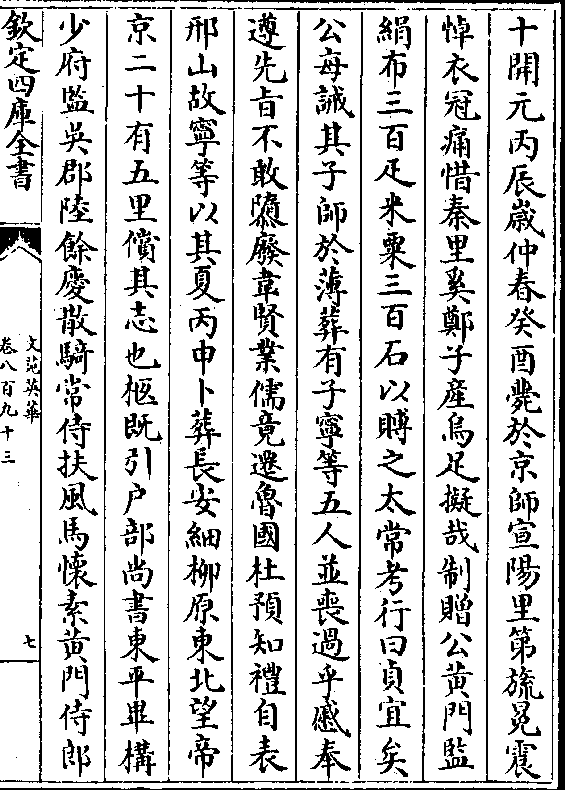 十開元丙辰嵗仲春癸酉薨於京師宣陽里第旒冕震
悼衣冠痛惜秦里奚鄭子産烏足擬哉制贈公黄門監
絹布三百疋米粟三百石以賻之太常考行曰貞宜矣
公每誡其子師於薄葬有子寧等五人並喪過乎慼奉
遵先旨不敢隳廢韋賢業儒竟還魯國杜預知禮自表
邢山故寧等以其夏丙申卜葬長安細柳原東北望帝
京二十有五里償其志也柩既引户部尚書東平畢構
少府監吳郡陸餘慶散騎常侍扶風馬懐素黄門侍郎
欽定四庫全書
文苑英華
卷八百九十三
七